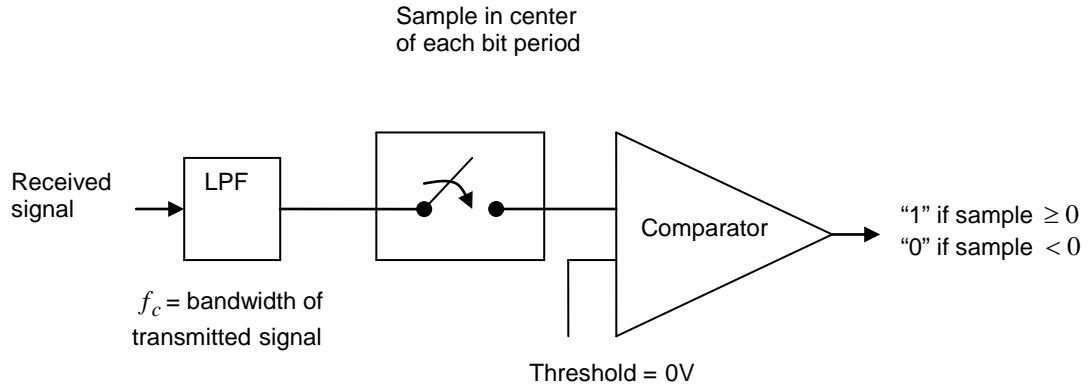 Sample in center
of each bit period
Received
signal
LPF
Comparator
“1” if sample ≥ 0
“0” if sample < 0
f_c = bandwidth of
transmitted signal
Threshold = 0V